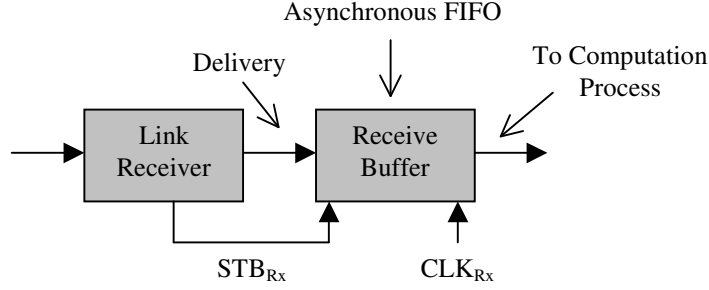 Asynchronous FIFO
Delivery
To Computation
Process
Link
Receiver
Receive
Buffer
STBRx
CLKRx